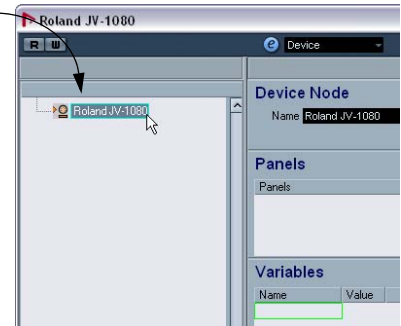 Roland JV-1080
R W
e Device
Roland JV-1080
Device Node
Name Roland JV-1080
Panels
Panels
Variables
Name Value